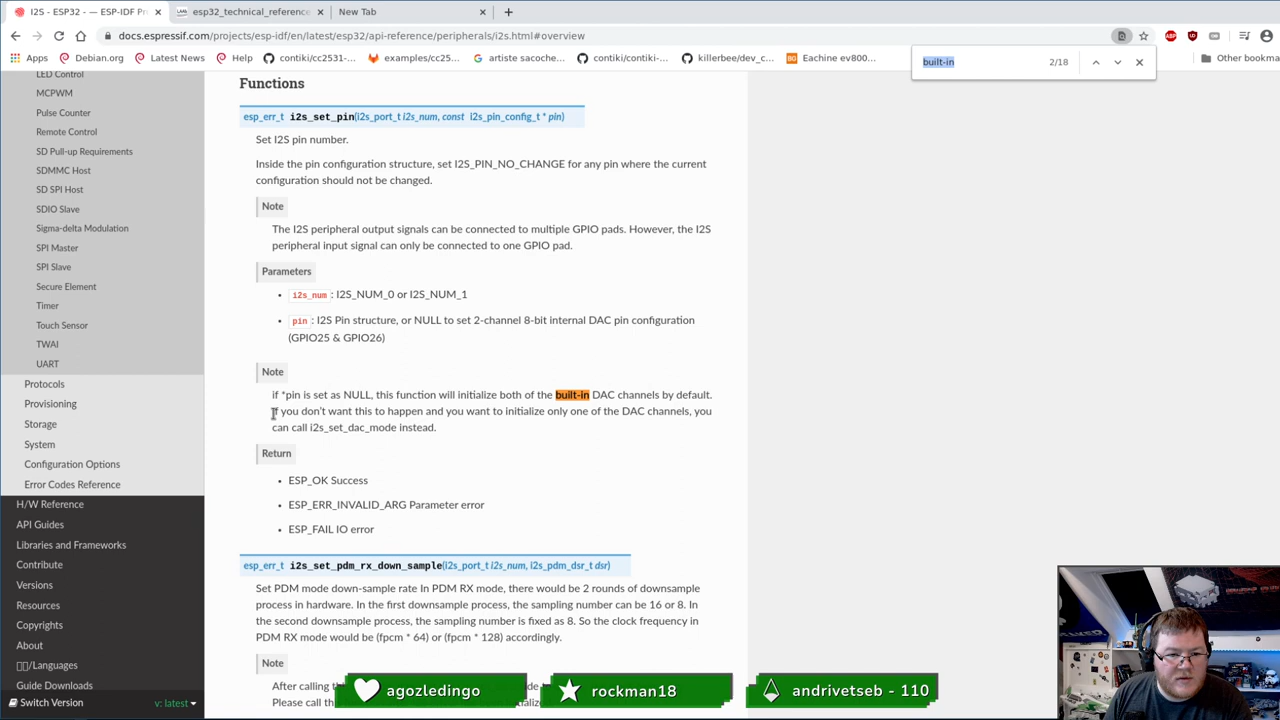 I2S - ESP32 - — ESP-IDF Pr
esp32_technical_reference
New Tab
docs.espressif.com/projects/esp-idf/en/latest/esp32/api-reference/peripherals/i2s.html#overview
Apps
Debian.org
Latest News
Help
contiki/cc2531-...
examples/cc25...
artiste sacoche...
contiki/contiki-...
killerbee/dev_c...
Eachine ev800...
Other bookma
built-in
2/18
LED Control
MCPWM
Pulse Counter
Remote Control
SD Pull-up Requirements
SDMMC Host
SD SPI Host
SDIO Slave
Sigma-delta Modulation
SPI Master
SPI Slave
Secure Element
Timer
Touch Sensor
TWAI
UART
Protocols
Provisioning
Storage
System
Configuration Options
Error Codes Reference
H/W Reference
API Guides
Libraries and Frameworks
Contribute
Versions
Resources
Copyrights
About
/Languages
Guide Downloads
Switch Version
v: latest
Functions
esp_err_t i2s_set_pin(i2s_port_t i2s_num, const i2s_pin_config_t * pin)
Set I2S pin number.
Inside the pin configuration structure, set I2S_PIN_NO_CHANGE for any pin where the current
configuration should not be changed.
Note
The I2S peripheral output signals can be connected to multiple GPIO pads. However, the I2S
peripheral input signal can only be connected to one GPIO pad.
Parameters
• i2s_num : I2S_NUM_0 or I2S_NUM_1
• pin : I2S Pin structure, or NULL to set 2-channel 8-bit internal DAC pin configuration
(GPIO25 & GPIO26)
Note
if *pin is set as NULL, this function will initialize both of the built-in DAC channels by default.
if you don't want this to happen and you want to initialize only one of the DAC channels, you
can call i2s_set_dac_mode instead.
Return
• ESP_OK Success
• ESP_ERR_INVALID_ARG Parameter error
• ESP_FAIL IO error
esp_err_t i2s_set_pdm_rx_down_sample(i2s_port_t i2s_num, i2s_pdm_dsr_t dsr)
Set PDM mode down-sample rate In PDM RX mode, there would be 2 rounds of downsample
process in hardware. In the first downsample process, the sampling number can be 16 or 8. In
the second downsample process, the sampling number is fixed as 8. So the clock frequency in
PDM RX mode would be (fpcm * 64) or (fpcm * 128) accordingly.
Note
After calling
Please call
agozledingo
rockman18
andrivetseb - 110